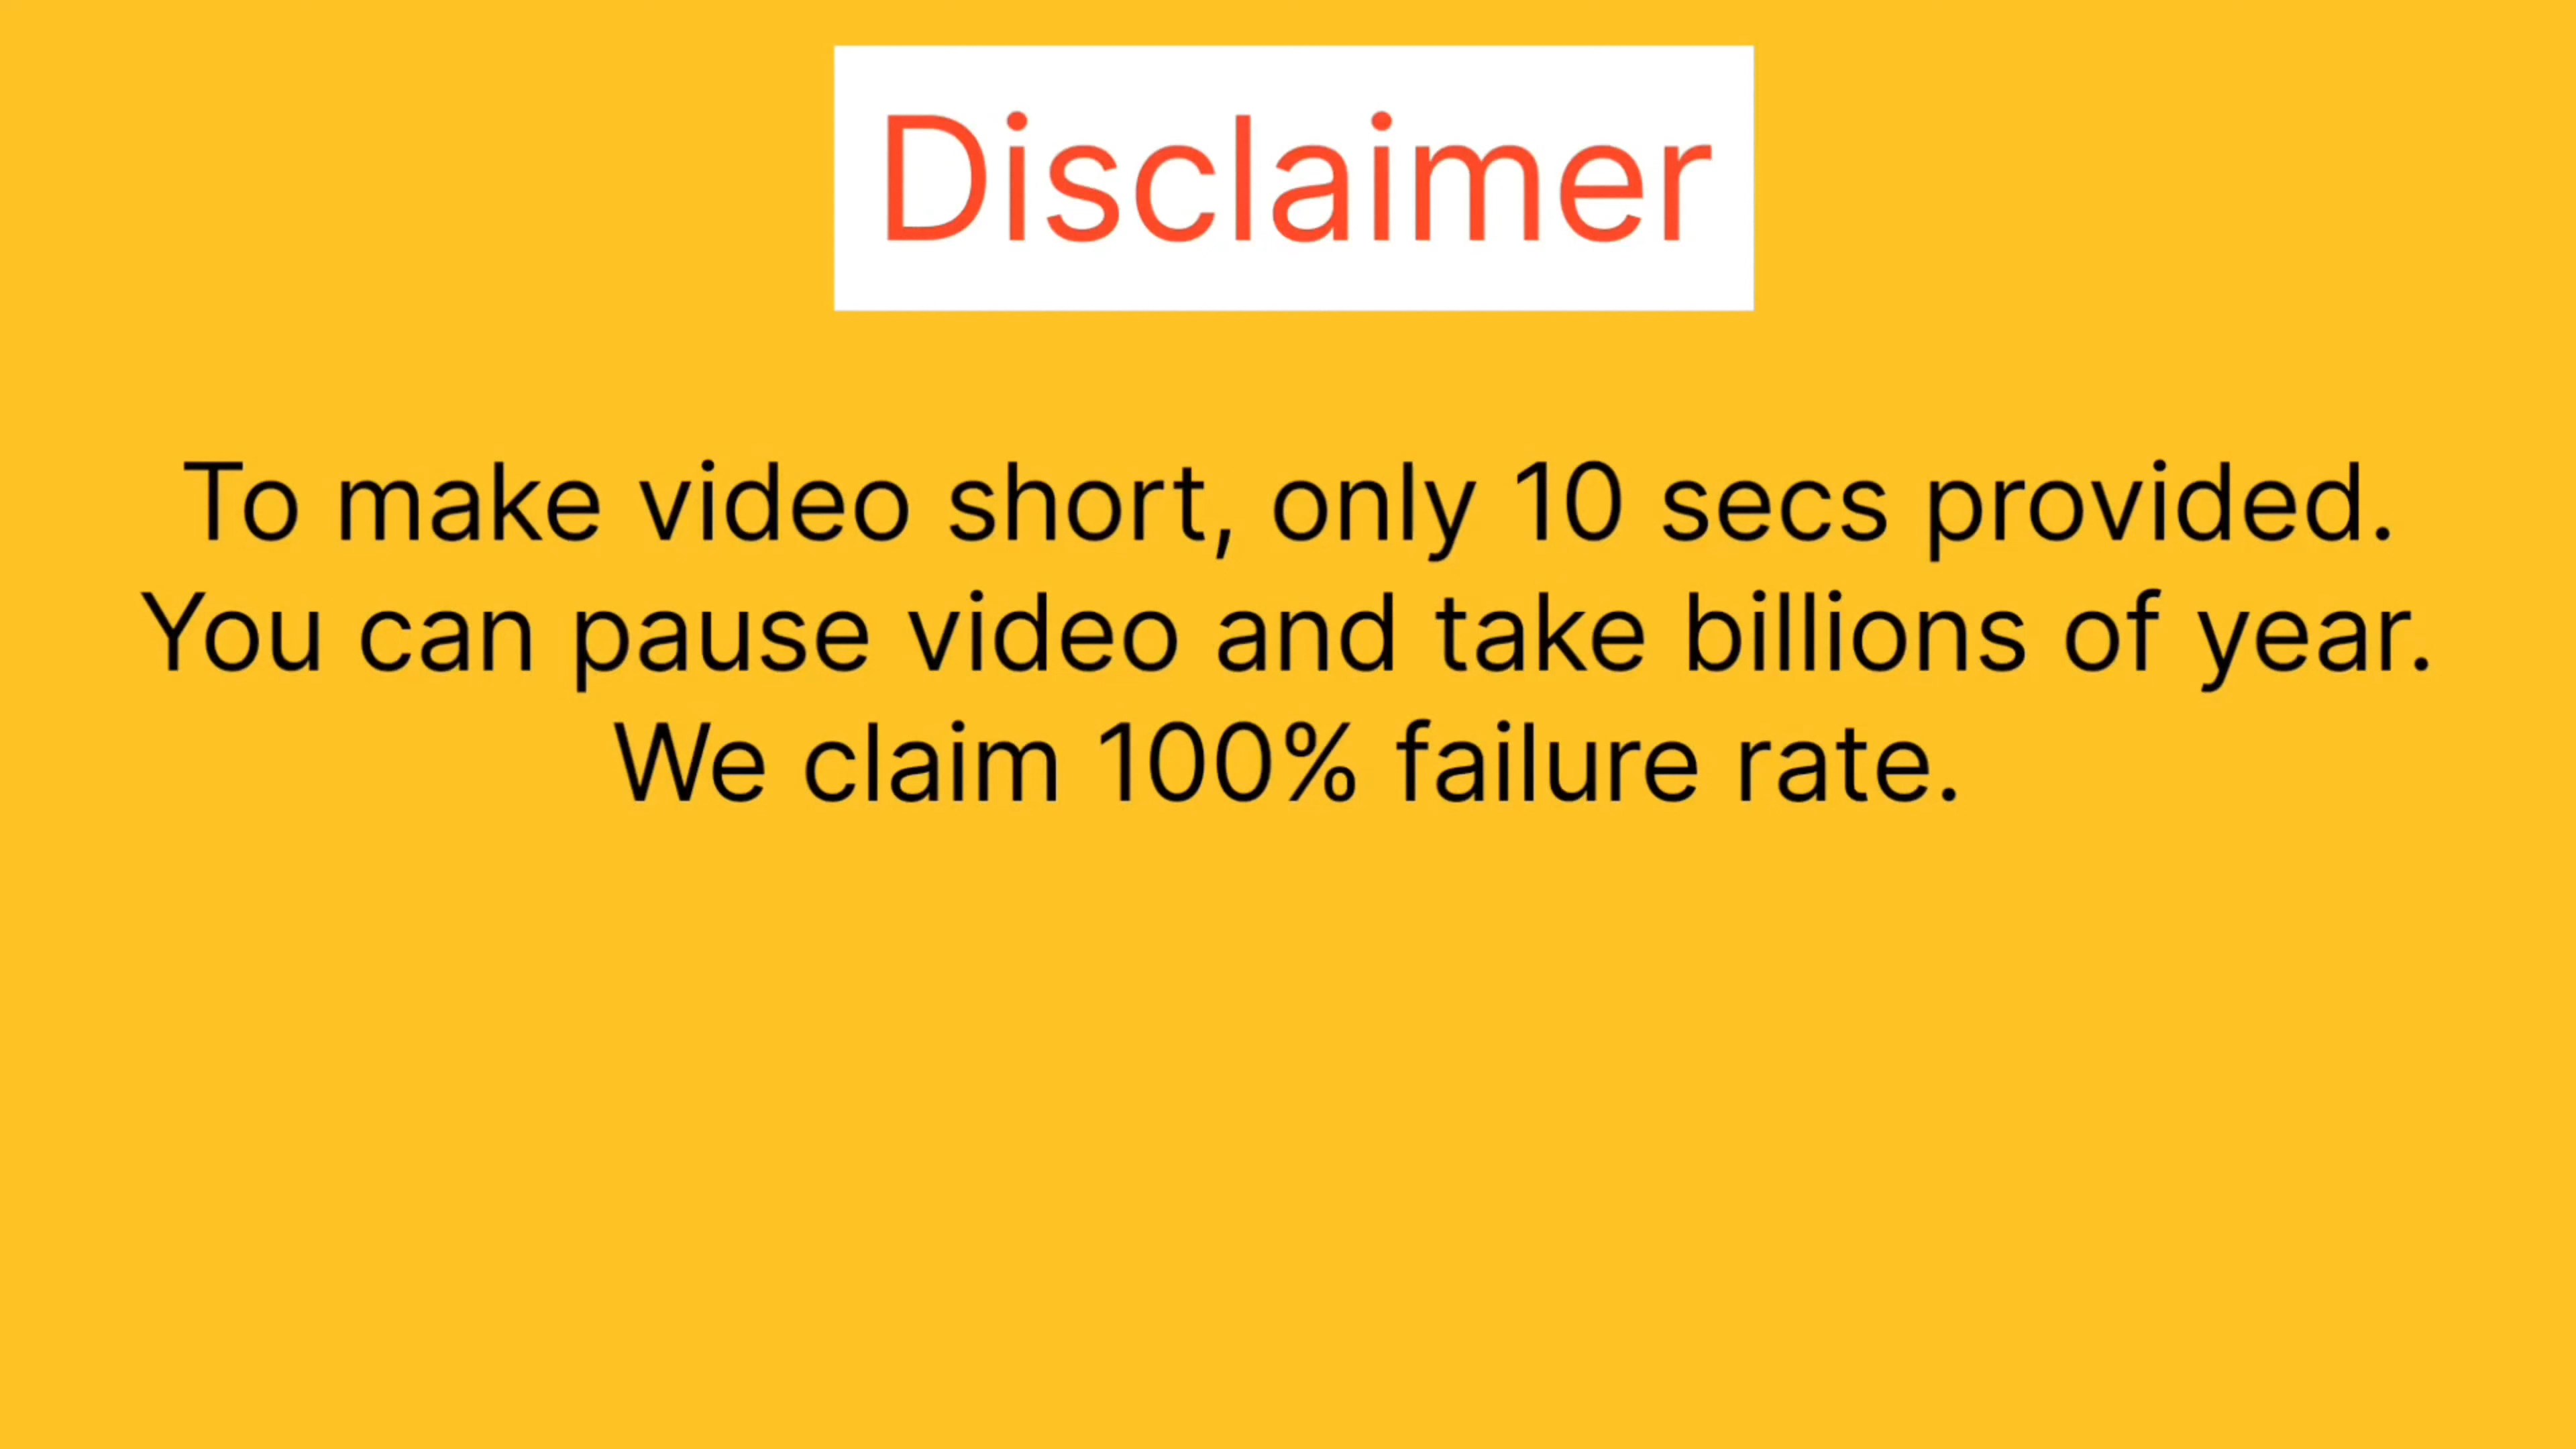 Disclaimer
To make video short, only 10 secs provided.
You can pause video and take billions of year.
We claim 100% failure rate.